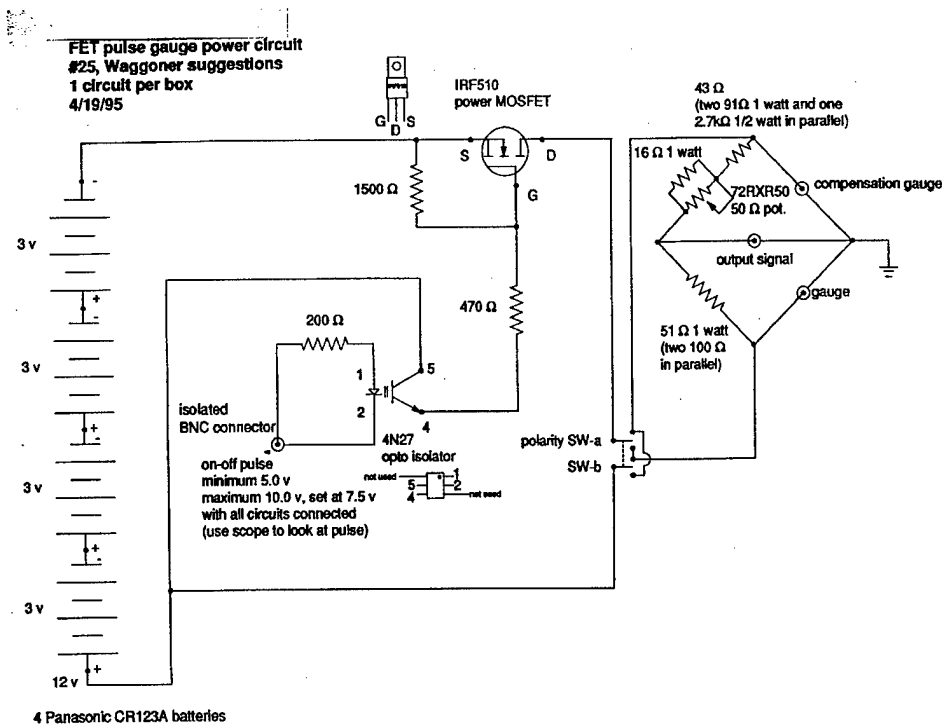 FET pulse gauge power circuit
#25, Waggoner suggestions
1 circuit per box
4/19/95
G D S
IRF510
power MOSFET
S
D
G
43 Ω
(two 91Ω 1 watt and one
2.7kΩ 1/2 watt in parallel)
16 Ω 1 watt
72RXR50
50 Ω pot.
compensation gauge
output signal
gauge
51 Ω 1 watt
(two 100 Ω
in parallel)
1500 Ω
470 Ω
200 Ω
-
3 v
+
-
3 v
+
-
3 v
+
-
3 v
+
12 v
1
2
5
4
isolated
BNC connector
4N27
opto isolator
not used
1
5
2
4
not used
on-off pulse
minimum 5.0 v
maximum 10.0 v, set at 7.5 v
with all circuits connected
(use scope to look at pulse)
polarity SW-a
SW-b
4 Panasonic CR123A batteries